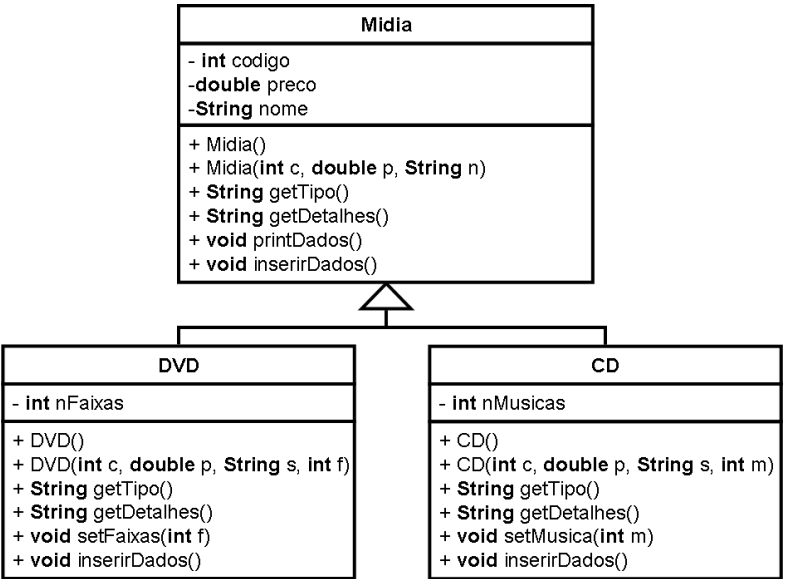 Midia
- int codigo
-double preco
-String nome
+ Midia()
+ Midia(int c, double p, String n)
+ String getTipo()
+ String getDetalhes()
+ void printDados()
+ void inserirDados()
DVD
- int nFaixas
+ DVD()
+ DVD(int c, double p, String s, int f)
+ String getTipo()
+ String getDetalhes()
+ void setFaixas(int f)
+ void inserirDados()
CD
- int nMusicas
+ CD()
+ CD(int c, double p, String s, int m)
+ String getTipo()
+ String getDetalhes()
+ void setMusica(int m)
+ void inserirDados()